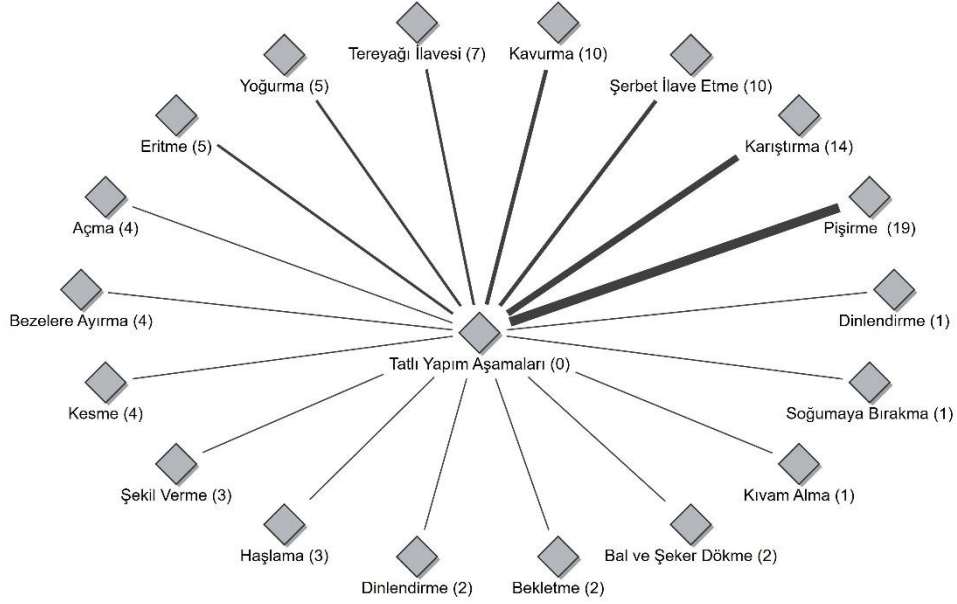 Tereyağı İlavesi (7)
Kavurma (10)
Yoğurma (5)
Şerbet İlave Etme (10)
Eritme (5)
Karıştırma (14)
Açma (4)
Pişirme (19)
Bezelere Ayırma (4)
Dinlendirme (1)
Tatlı Yapım Aşamaları (0)
Kesme (4)
Soğumaya Bırakma (1)
Şekil Verme (3)
Kıvam Alma (1)
Haşlama (3)
Bal ve Şeker Dökme (2)
Dinlendirme (2)
Bekletme (2)